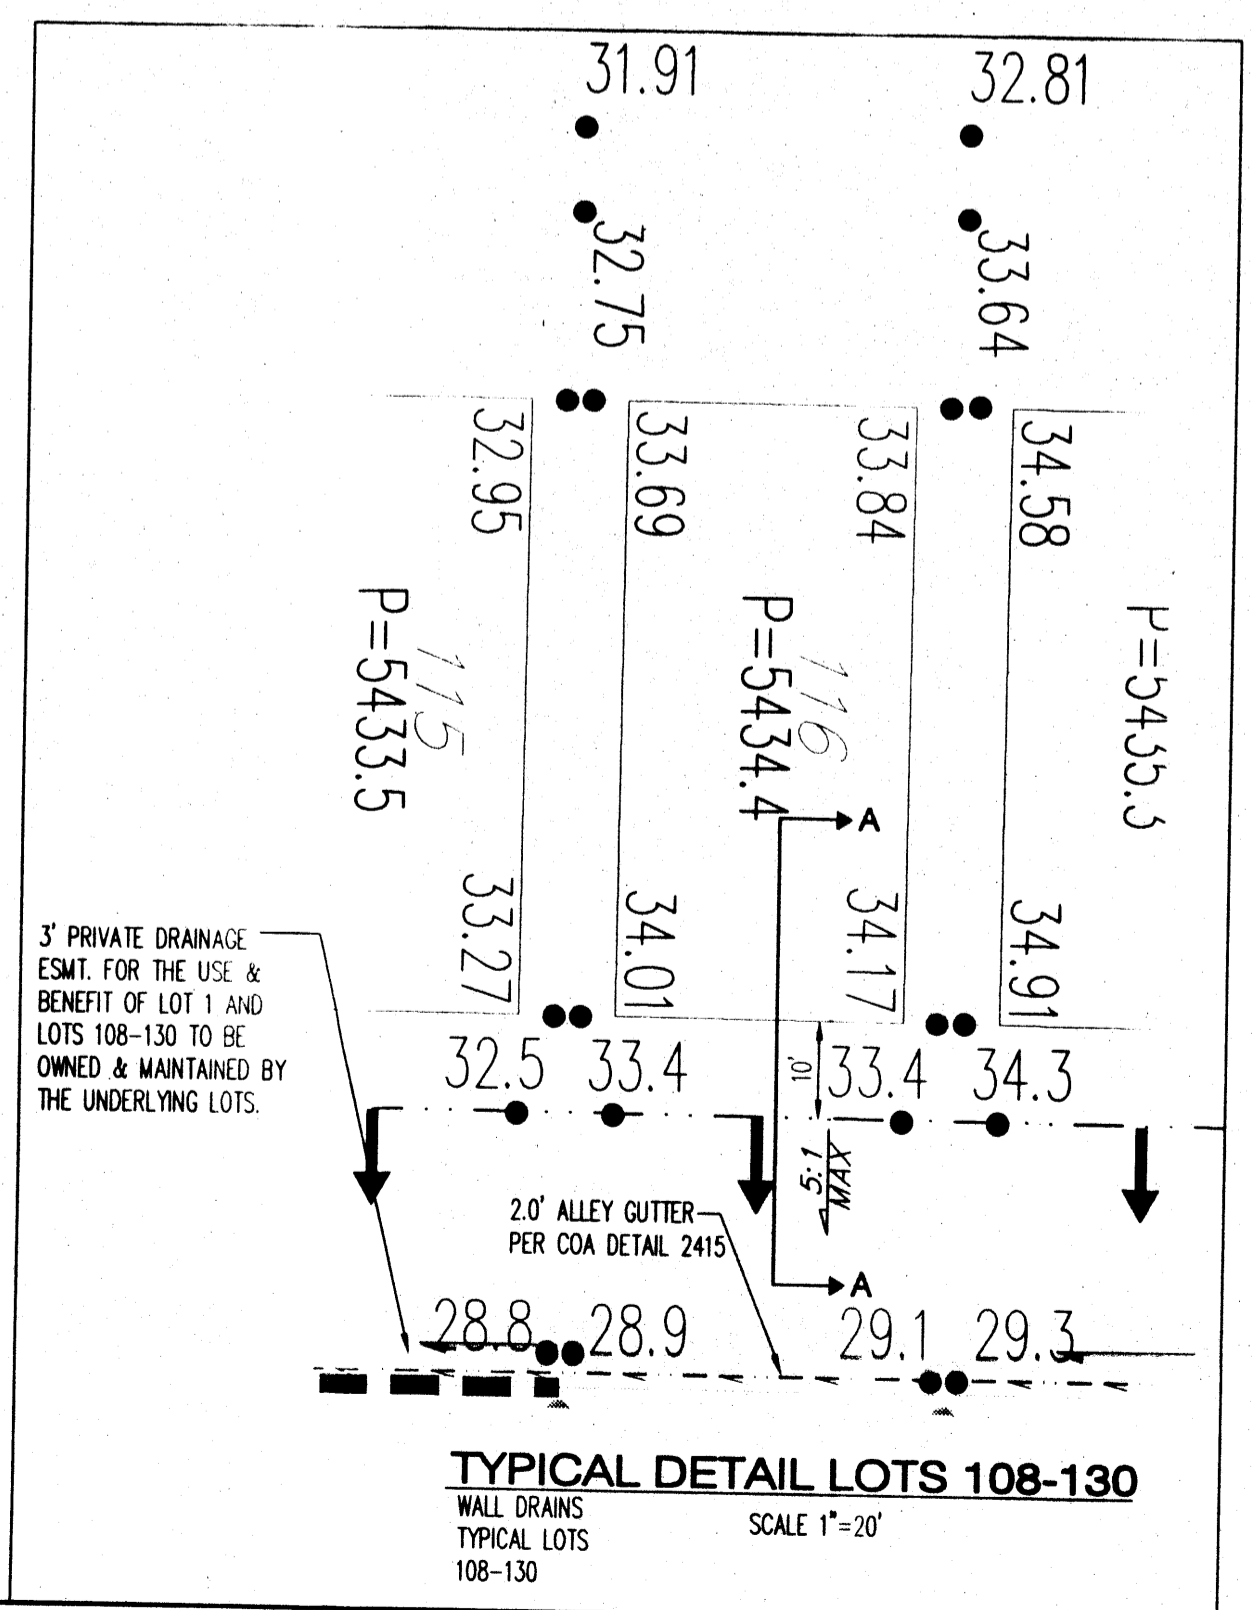 31.91
32.81
32.75
33.64
32.95
33.69
33.84
34.58
115
P=5433.5
116
P=5434.4
P=5435.3
A
33.27
34.01
34.17
34.91
3' PRIVATE DRAINAGE
ESMT. FOR THE USE &
BENEFIT OF LOT 1 AND
LOTS 108-130 TO BE
OWNED & MAINTAINED BY
THE UNDERLYING LOTS.
32.5
33.4
10'
33.4
34.3
5:1
MAX
2.0' ALLEY GUTTER
PER COA DETAIL 2415
A
28.8
28.9
29.1
29.3
TYPICAL DETAIL LOTS 108-130
WALL DRAINS
TYPICAL LOTS
108-130
SCALE 1"=20'